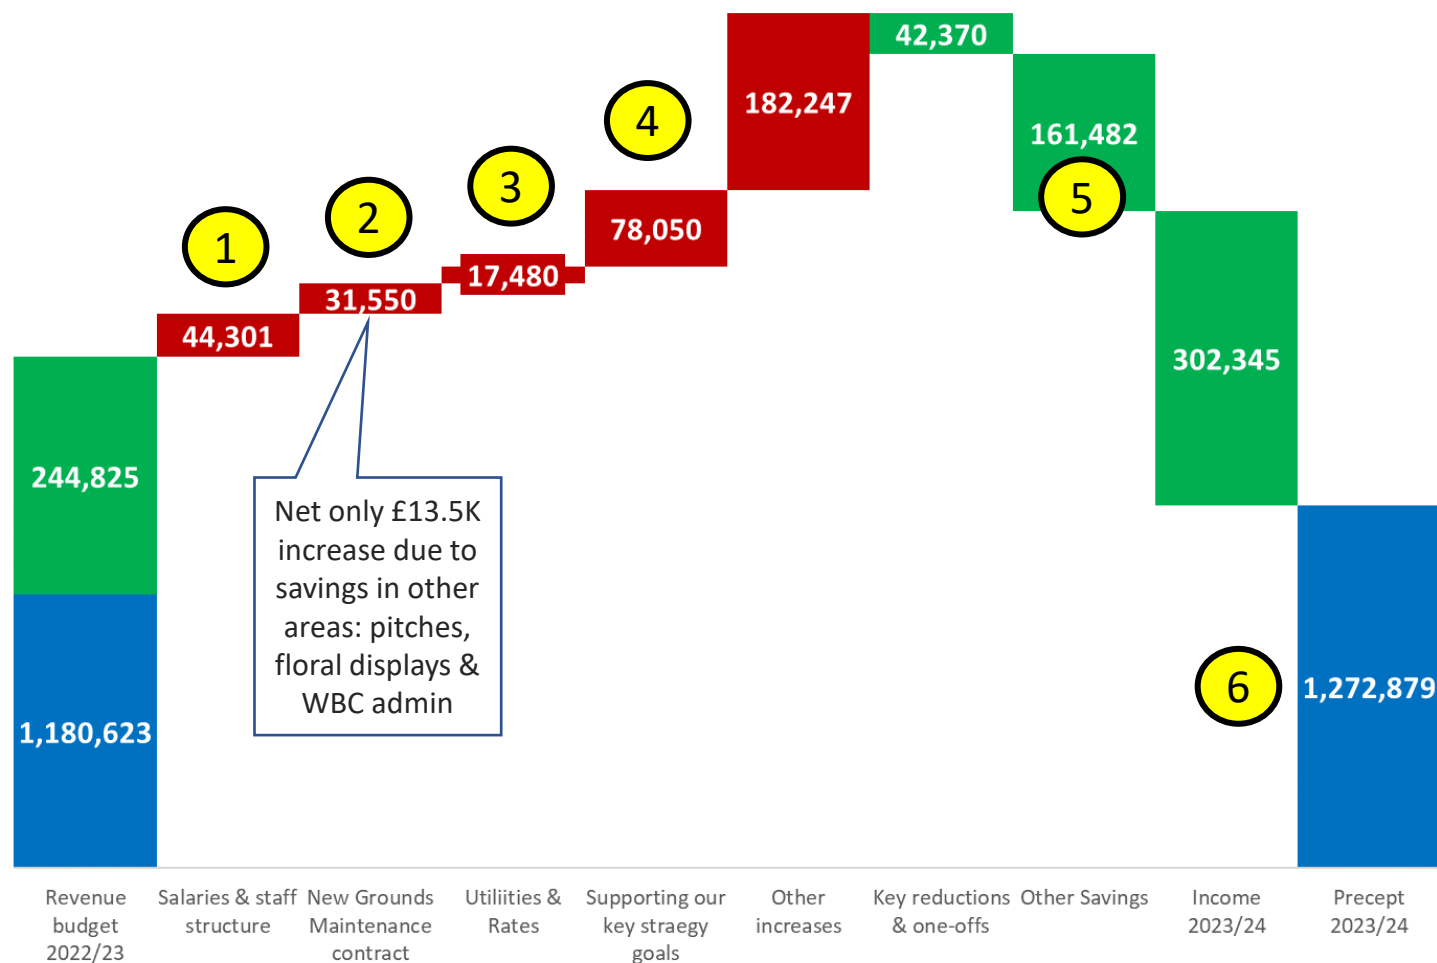 42,370
182,247
4
161,482
3
5
2
1
78,050
17,480
31,550
44,301
302,345
244,825
Net only £13.5K
increase due to
savings in other
areas: pitches,
floral displays &
WBC admin
6
1,272,879
1,180,623
Revenue
budget
2022/23
Salaries & staff
structure
New Grounds
Maintenance
contract
Utiliities &
Rates
Supporting our
key straegy
goals
Other
increases
Key reductions
& one-offs
Other Savings
Income
2023/24
Precept
2023/24